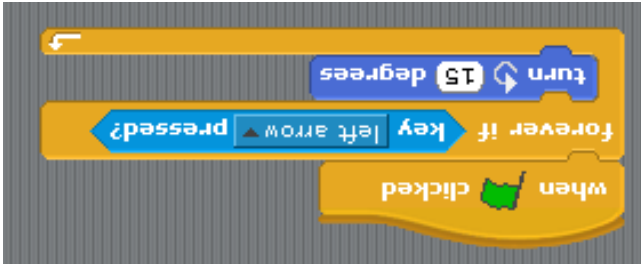 when clicked
forever if key left arrow pressed?
turn 15 degrees